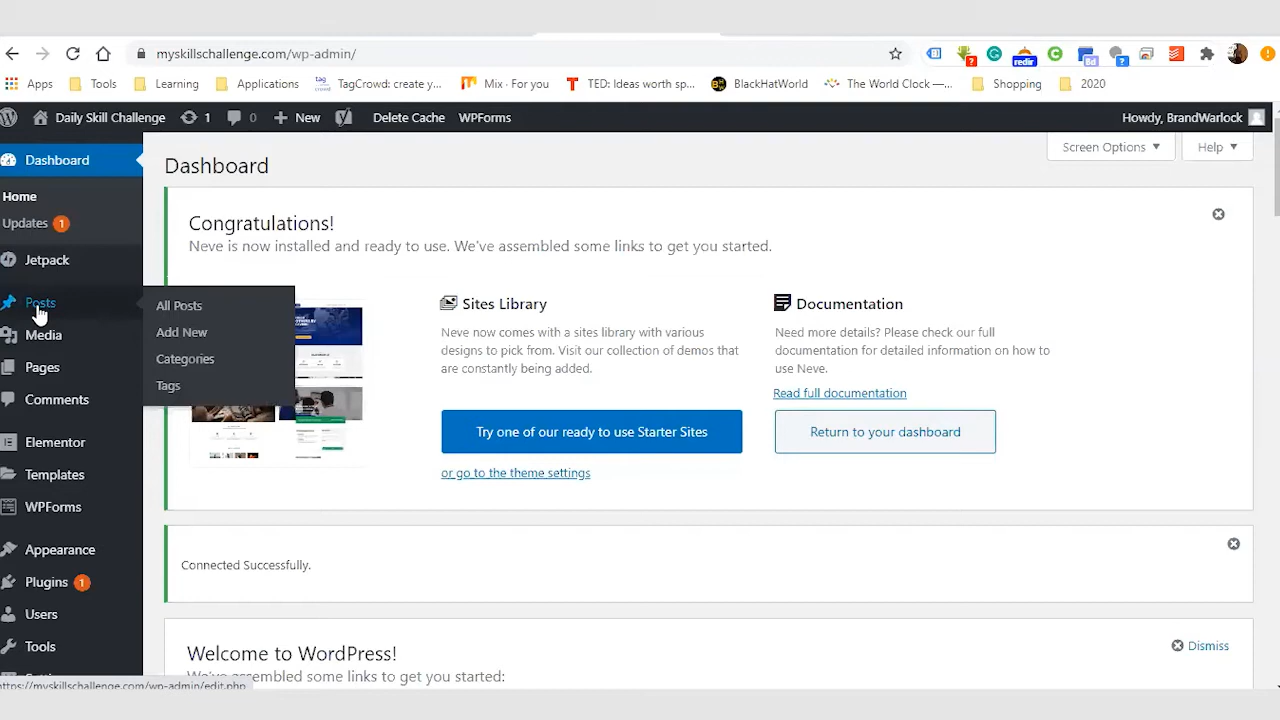 myskillschallenge.com/wp-admin/
Apps Tools Learning Applications TagCrowd: create y... Mix · For you TED: Ideas worth sp... BlackHatWorld The World Clock —... Shopping 2020
Daily Skill Challenge 1 0 New Delete Cache WPForms Howdy, BrandWarlock
Screen Options Help
Dashboard
Home
Updates 1
Jetpack
Posts
Media
Pages
Comments
Elementor
Templates
WPForms
Appearance
Plugins 1
Users
Tools
All Posts
Add New
Categories
Tags
Dashboard
Congratulations!
Neve is now installed and ready to use. We've assembled some links to get you started.
Sites Library
Neve now comes with a sites library with various
designs to pick from. Visit our collection of demos that
are constantly being added.
Try one of our ready to use Starter Sites
or go to the theme settings
Documentation
Need more details? Please check our full
documentation for detailed information on how to
use Neve.
Read full documentation
Return to your dashboard
Connected Successfully.
Welcome to WordPress!
Dismiss
We've assembled some links to get you started:
https://myskillschallenge.com/wp-admin/edit.php